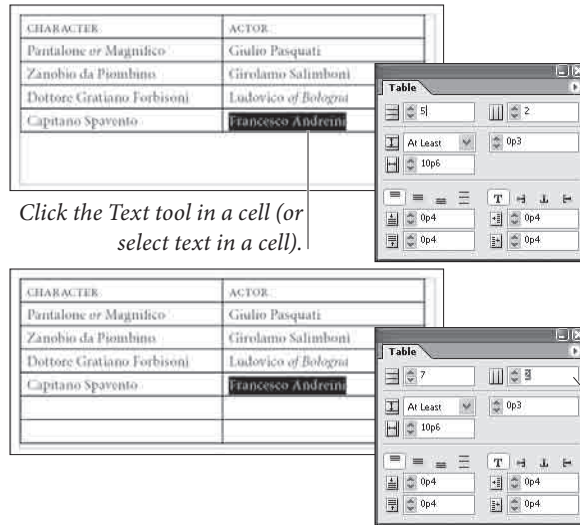 CHARACTER ACTOR
Pantalone or Magnifico Giulio Pasquati
Zanobio da Piombino Girolamo Salimboni
Dottore Gratiano Forbisoni Ludovico of Bologna
Capitano Spavento Francesco Andreini
Table
5 2
At Least 0p3
10p6
T
0p4 0p4
0p4 0p4
Click the Text tool in a cell (or
select text in a cell).
CHARACTER ACTOR
Pantalone or Magnifico Giulio Pasquati
Zanobio da Piombino Girolamo Salimboni
Dottore Gratiano Forbisoni Ludovico of Bologna
Capitano Spavento Francesco Andreini
Table
7
At Least 0p3
10p6
T
0p4 0p4
0p4 0p4